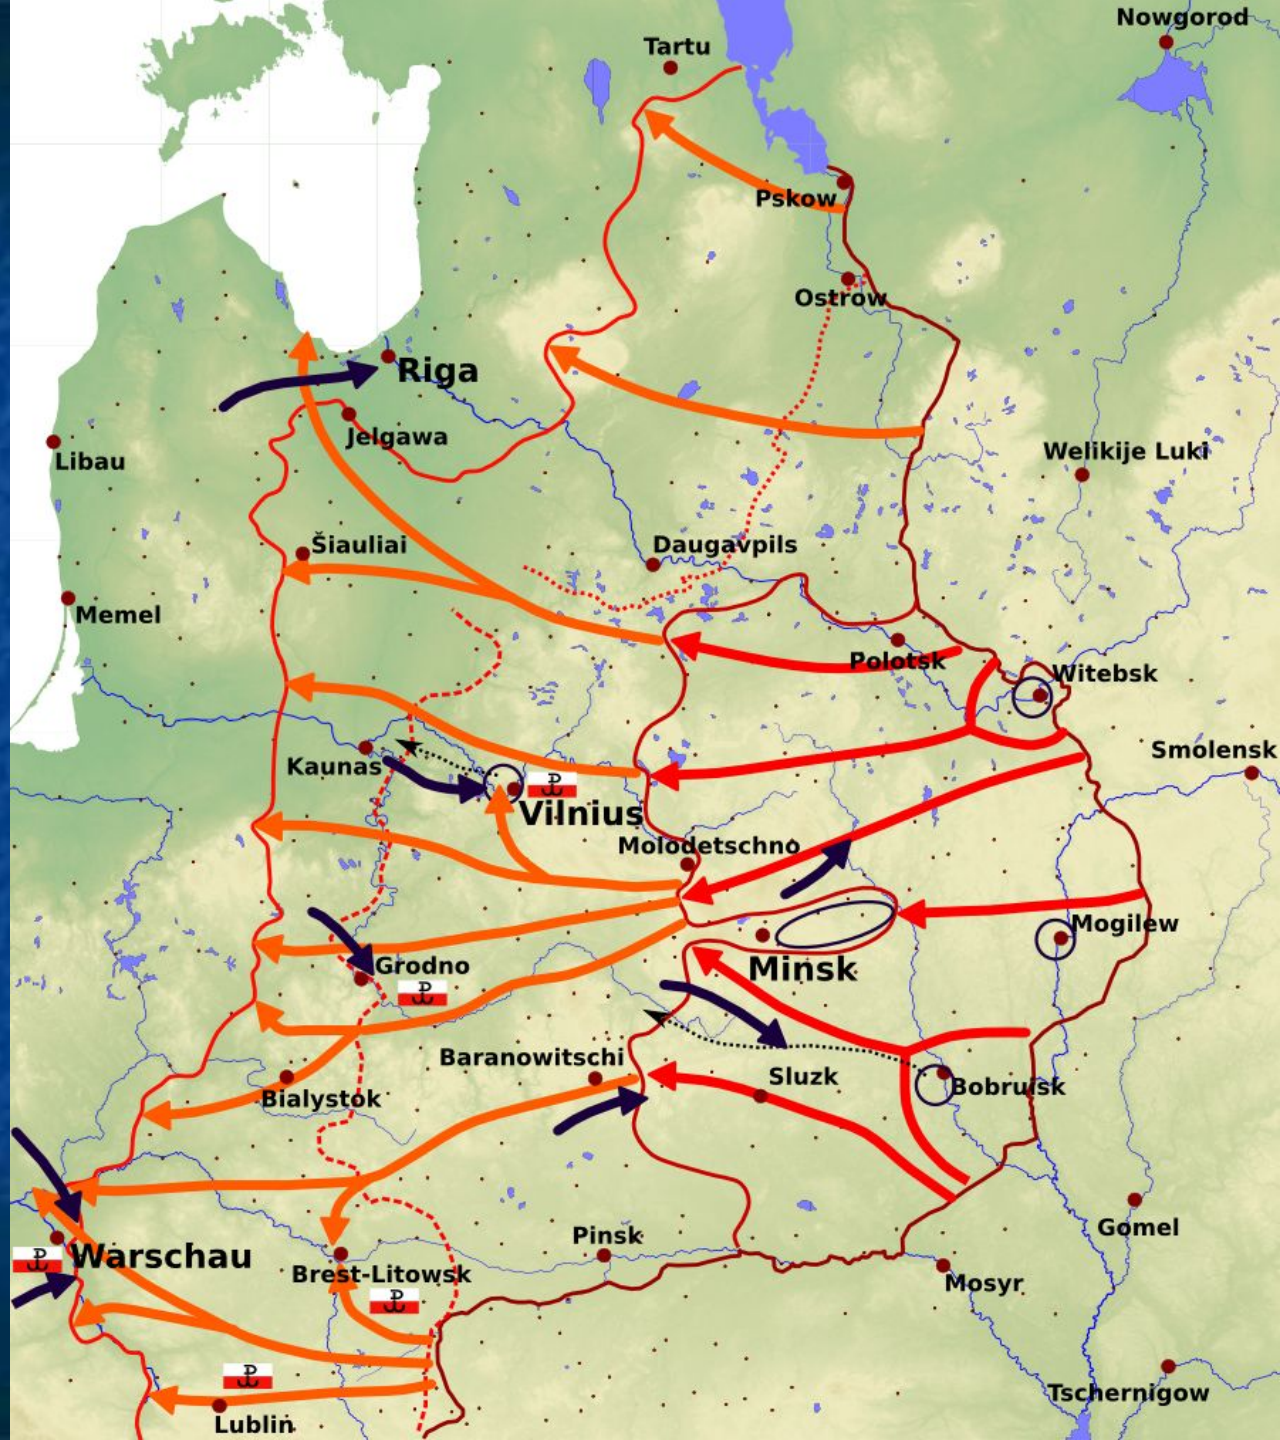 Nowgorod
Tartu
Pskow
Ostrow
Riga
Jelgawa
Libau
Welikije Luki
Šiauliai
Daugavpils
Memel
Polotsk
Witebsk
Smolensk
Kaunas
Vilnius
Molodetschno
Mogilew
Minsk
Grodno
Baranowitschi
Sluzk
Bobruisk
Bialystok
Gomel
Pinsk
Warschau
Brest-Litowsk
Mosyr
Tschernigow
Lublin